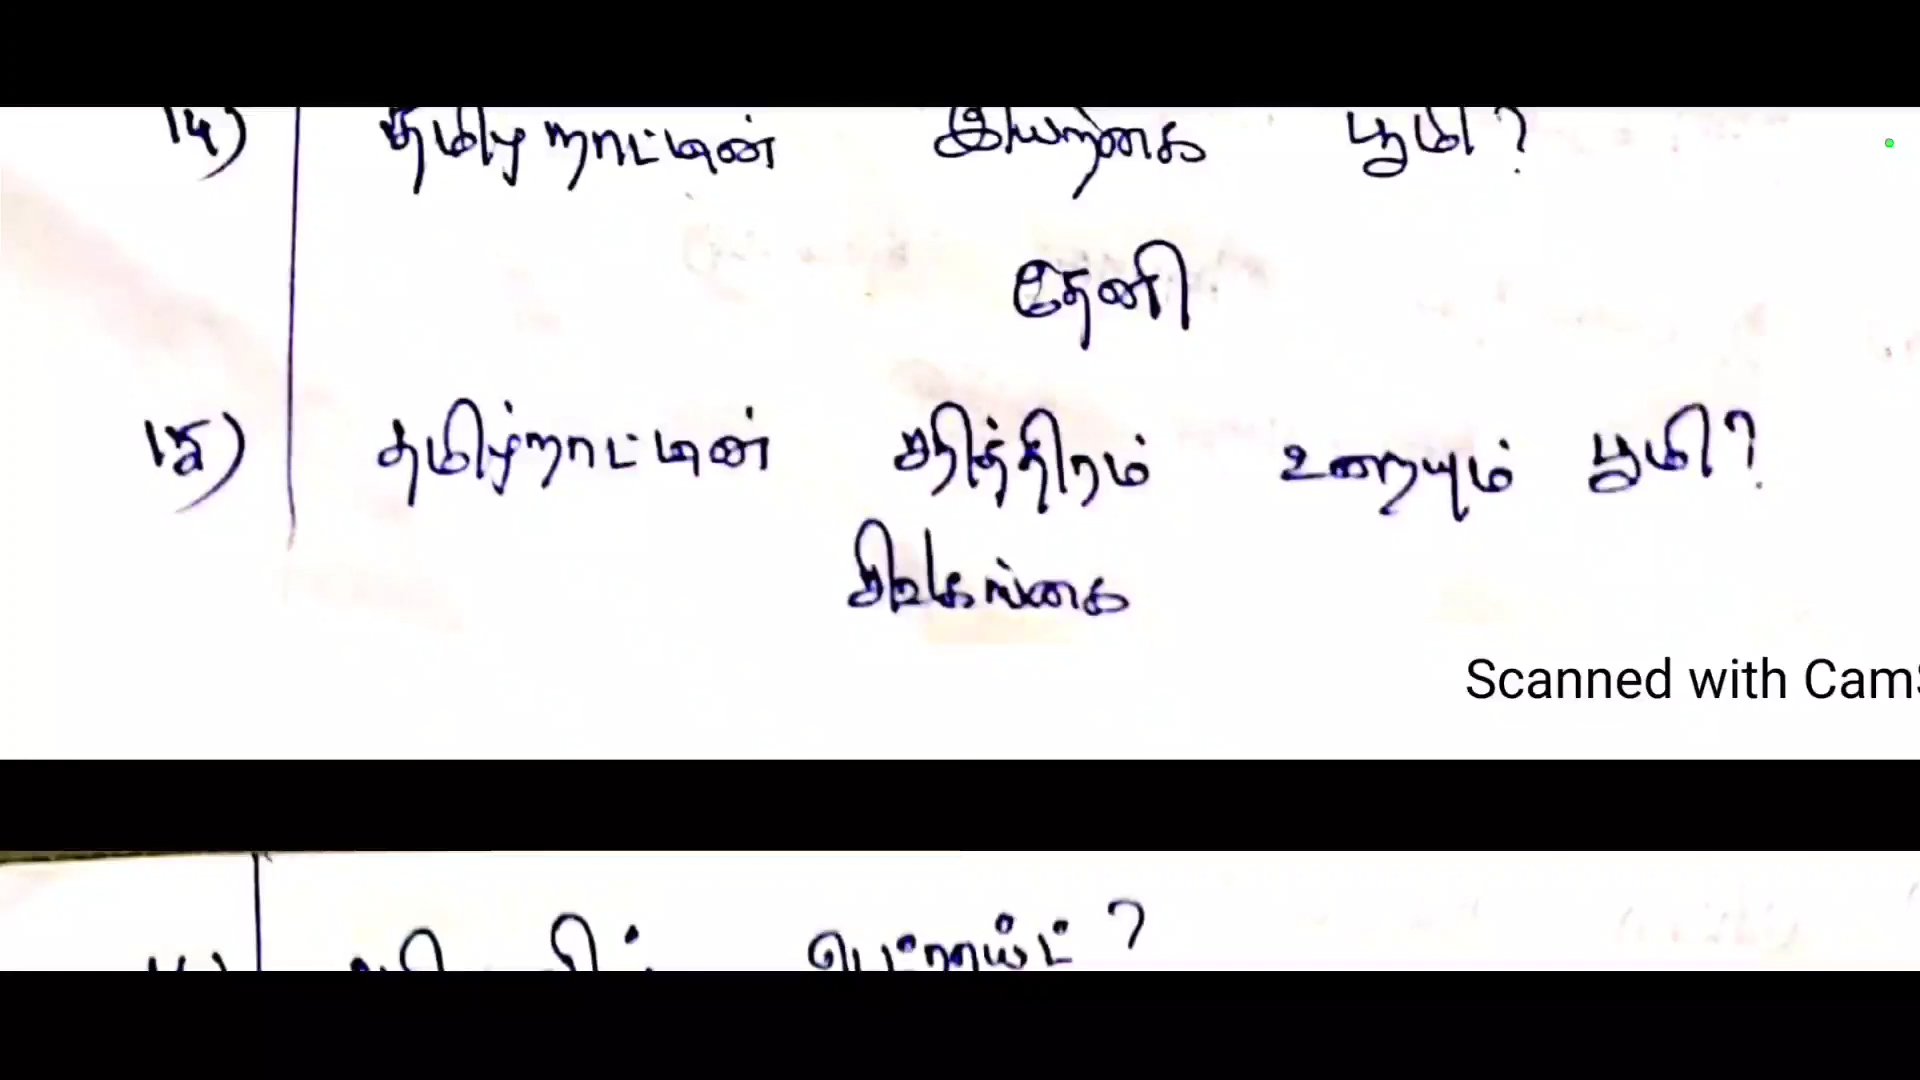 14) தமிழ்நாட்டின் இயற்கை பூமி?
தேனி
15) தமிழ்நாட்டின் சரித்திரம் உறையும் பூமி?
சிவகங்கை
Scanned with Cam
பெட்ராய்ட்?